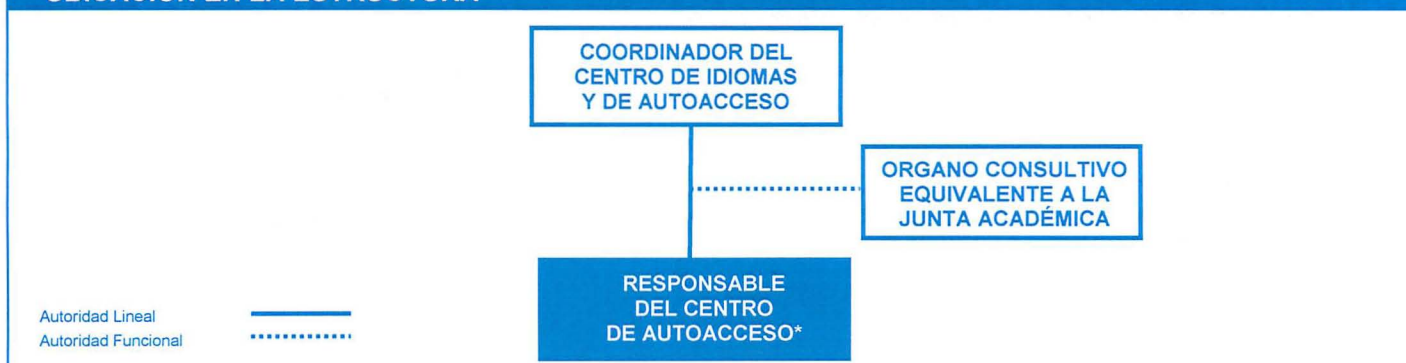 COORDINADOR DEL
CENTRO DE IDIOMAS
Y DE AUTOACCESO
ORGANO CONSULTIVO
EQUIVALENTE A LA
JUNTA ACADÉMICA
RESPONSABLE
DEL CENTRO
DE AUTOACCESO*
Autoridad Lineal
Autoridad Funcional